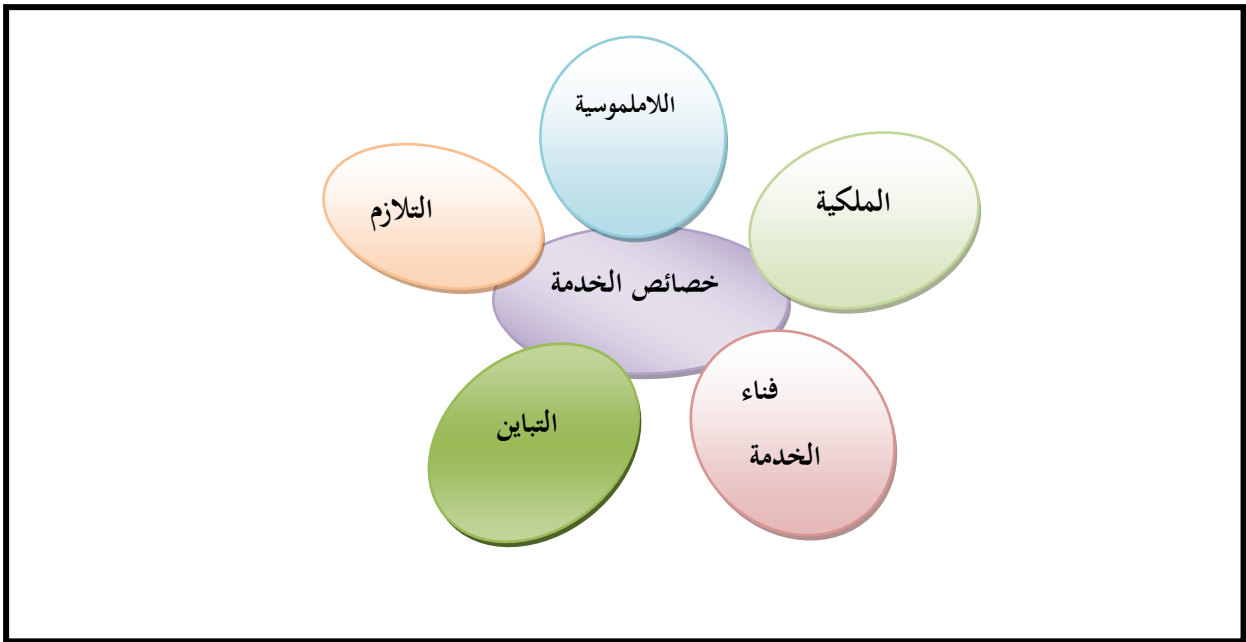 اللاملموسية
الملكية
التلازم
خصائص الخدمة
فناء
الخدمة
التباين